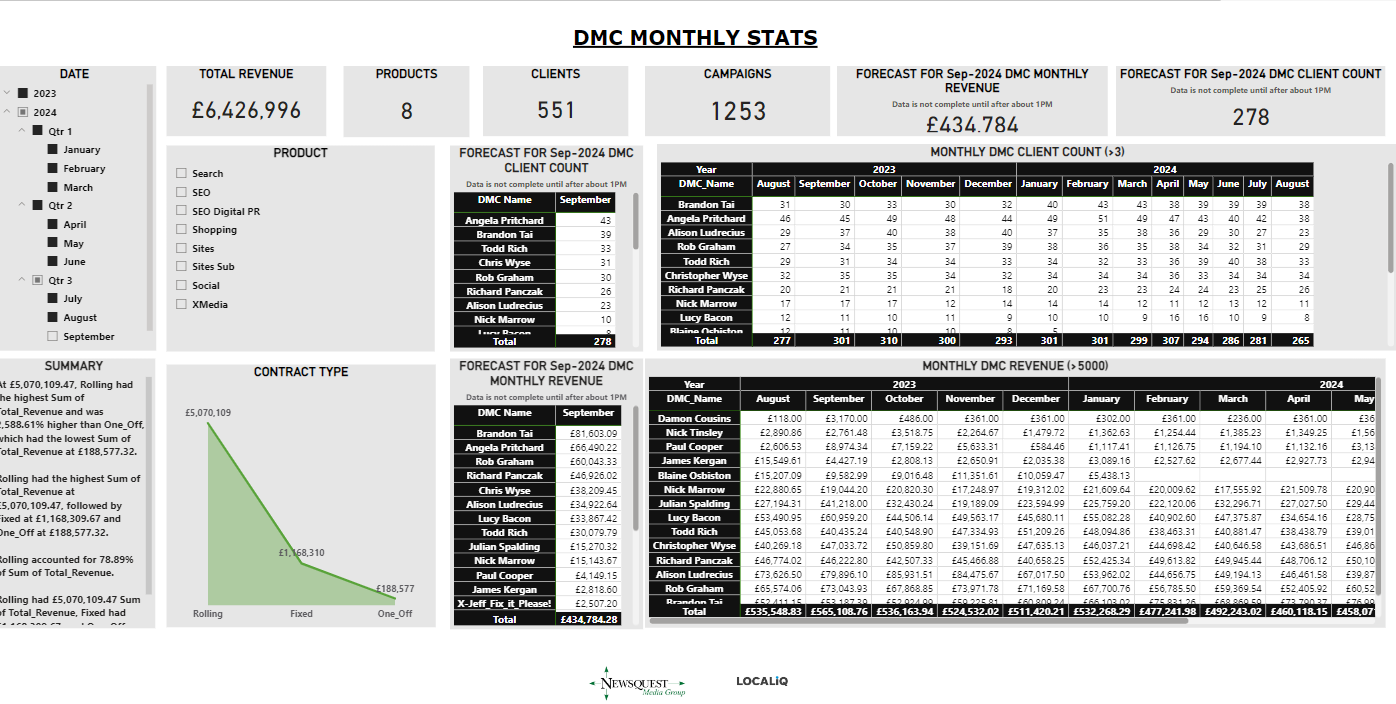 DMC MONTHLY STATS
DATE
2023
2024
Qtr 1
January
February
March
Qtr 2
April
May
June
Qtr 3
July
August
September
TOTAL REVENUE
£6,426,996
PRODUCTS
8
CLIENTS
551
CAMPAIGNS
1253
FORECAST FOR Sep-2024 DMC MONTHLY
REVENUE
Data is not complete until after about 1PM
£434,784
FORECAST FOR Sep-2024 DMC CLIENT COUNT
Data is not complete until after about 1PM
278
PRODUCT
Search
SEO
SEO Digital PR
Shopping
Sites
Sites Sub
Social
XMedia
FORECAST FOR Sep-2024 DMC
CLIENT COUNT
Data is not complete until after about 1PM
DMC Name September
Angela Pritchard 43
Brandon Tai 39
Todd Rich 33
Chris Wyse 31
Rob Graham 30
Richard Panczak 26
Alison Ludrecius 23
Nick Marrow 10
Lucy Bacon 8
Total 278
MONTHLY DMC CLIENT COUNT (>3)
Year 2023 2024
DMC_Name August September October November December January February March April May June July August
Brandon Tai 31 30 33 30 32 40 43 43 38 39 39 39 38
Angela Pritchard 46 45 49 48 44 49 51 49 47 43 40 42 38
Alison Ludrecius 29 37 40 38 40 37 35 38 36 29 30 27 23
Rob Graham 27 34 35 37 39 38 36 35 38 34 32 31 29
Todd Rich 29 31 34 34 33 34 32 33 36 39 40 38 33
Christopher Wyse 32 35 35 34 32 34 34 34 36 33 34 34 34
Richard Panczak 20 21 21 21 18 20 23 23 24 24 23 25 26
Nick Marrow 17 17 17 12 14 14 14 12 11 12 13 12 11
Lucy Bacon 12 11 10 11 9 10 10 9 16 16 10 9 8
Blaine Osbiston 12 11 10 10 8 5
Total 277 301 310 300 293 301 301 299 307 294 286 281 265
SUMMARY
At £5,070,109.47, Rolling had
the highest Sum of
Total_Revenue and was
2,588.61% higher than One_Off,
which had the lowest Sum of
Total_Revenue at £188,577.32.
Rolling had the highest Sum of
Total_Revenue at
£5,070,109.47, followed by
Fixed at £1,168,309.67 and
One_Off at £188,577.32.
Rolling accounted for 78.89%
of Sum of Total_Revenue.
Rolling had £5,070,109.47 Sum
of Total_Revenue, Fixed had
£1,168,309.67 and One_Off
CONTRACT TYPE
£5,070,109
£1,168,310
£188,577
Rolling Fixed One_Off
FORECAST FOR Sep-2024 DMC
MONTHLY REVENUE
Data is not complete until after about 1PM
DMC Name September
Brandon Tai £81,603.09
Angela Pritchard £66,490.22
Rob Graham £60,043.33
Richard Panczak £46,926.02
Chris Wyse £38,209.45
Alison Ludrecius £34,922.64
Lucy Bacon £33,867.42
Todd Rich £30,079.79
Julian Spalding £15,270.32
Nick Marrow £15,143.67
Paul Cooper £4,149.15
James Kergan £2,818.60
X-Jeff_Fix_it_Please! £2,507.20
Total £434,784.28
MONTHLY DMC REVENUE (>5000)
Year 2023 2024
DMC_Name August September October November December January February March April May
Damon Cousins £118.00 £3,170.00 £486.00 £361.00 £361.00 £302.00 £361.00 £236.00 £361.00 £36
Nick Tinsley £2,890.86 £2,761.48 £3,518.75 £2,264.67 £1,479.72 £1,362.63 £1,254.44 £1,385.23 £1,349.25 £1,56
Paul Cooper £2,606.53 £8,974.34 £7,159.22 £5,633.31 £584.46 £1,117.41 £1,126.75 £1,194.10 £1,132.16 £3,13
James Kergan £15,549.61 £4,427.19 £2,808.13 £2,650.91 £2,035.38 £3,089.16 £2,527.62 £2,677.44 £2,927.73 £2,94
Blaine Osbiston £15,207.09 £9,582.99 £9,016.48 £11,351.61 £10,059.47 £5,438.13
Nick Marrow £22,880.65 £19,044.20 £20,820.30 £17,248.97 £19,312.02 £21,609.64 £20,009.62 £17,555.92 £21,509.78 £20,90
Julian Spalding £27,194.31 £41,218.00 £32,430.24 £19,189.09 £23,594.99 £25,759.20 £22,120.06 £32,296.71 £27,027.50 £29,44
Lucy Bacon £53,490.95 £60,959.20 £44,506.14 £49,563.17 £45,680.11 £55,082.28 £40,902.60 £47,375.87 £34,654.16 £28,75
Todd Rich £45,053.68 £40,435.24 £40,548.90 £47,334.93 £51,209.26 £48,094.86 £38,463.31 £40,881.47 £38,438.79 £39,01
Christopher Wyse £40,269.18 £47,033.72 £50,859.80 £39,151.69 £47,635.13 £46,037.21 £44,698.42 £40,646.58 £43,686.51 £46,86
Richard Panczak £46,774.02 £46,222.80 £42,507.33 £45,466.88 £40,658.25 £52,425.34 £49,663.82 £49,945.44 £48,706.12 £50,10
Alison Ludrecius £73,626.50 £79,896.10 £85,931.51 £84,475.67 £67,017.50 £53,962.02 £44,656.75 £49,194.13 £46,461.58 £39,87
Rob Graham £65,574.06 £73,043.93 £67,868.85 £73,971.78 £71,169.58 £67,700.76 £56,785.50 £59,369.54 £52,405.92 £60,52
Brandon Tai
Total £535,548.83 £565,108.76 £536,163.94 £524,532.02 £511,420.21 £532,268.29 £477,241.98 £492,243.02 £460,118.15 £458,07
NEWSQUEST
Media Group
LOCALiQ